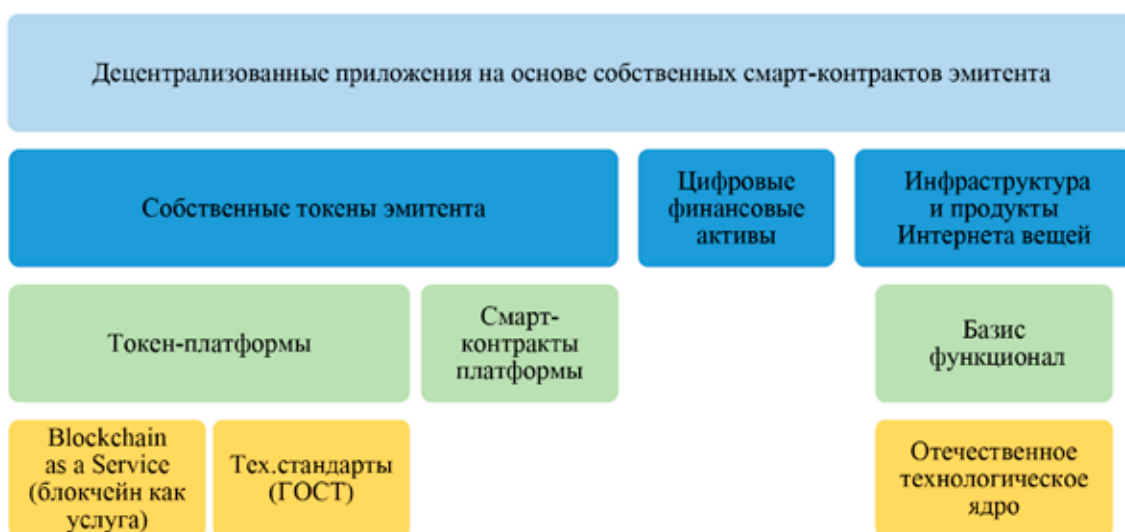 Децентрализованные приложения на основе собственных смарт-контрактов эмитента
Собственные токены эмитента
Цифровые
финансовые
активы
Инфраструктура
и продукты
Интернета вещей
Токен-платформы
Смарт-
контракты
платформы
Базис
функционал
Blockchain
as a Service
(блокчейн как
услуга)
Тех.стандарты
(ГОСТ)
Отечественное
технологическое
ядро